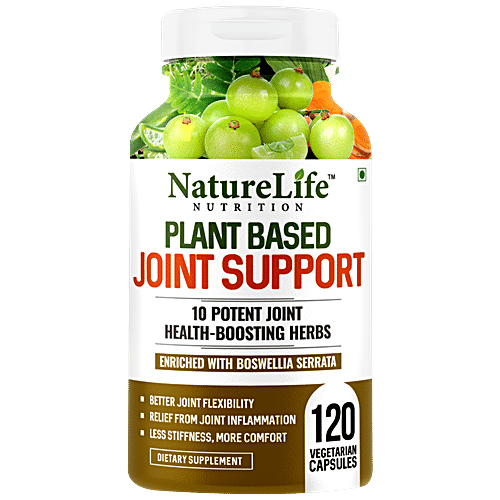 NatureLife™
NUTRITION
PLANT BASED
JOINT SUPPORT
10 POTENT JOINT
HEALTH-BOOSTING HERBS
ENRICHED WITH BOSWELLIA SERRATA
• BETTER JOINT FLEXIBILITY
• RELIEF FROM JOINT INFLAMMATION
• LESS STIFFNESS, MORE COMFORT
DIETARY SUPPLEMENT
120
VEGETARIAN
CAPSULES